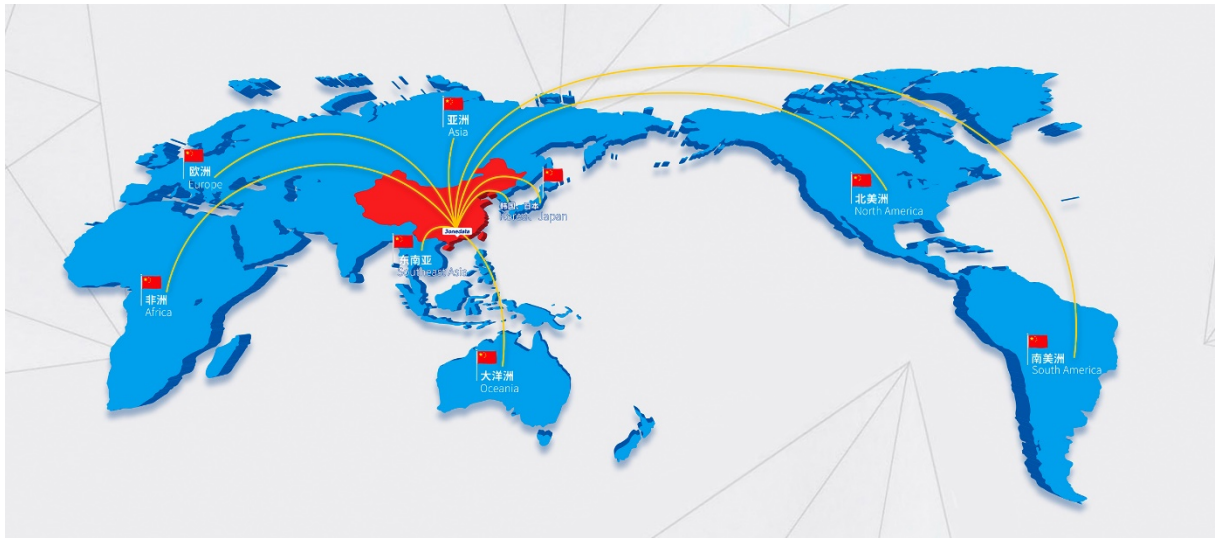 亚洲
Asia
欧洲
Europe
韩国、日本
Korea、Japan
北美洲
North America
东南亚
Southeast Asia
非洲
Africa
大洋洲
Oceania
南美洲
South America